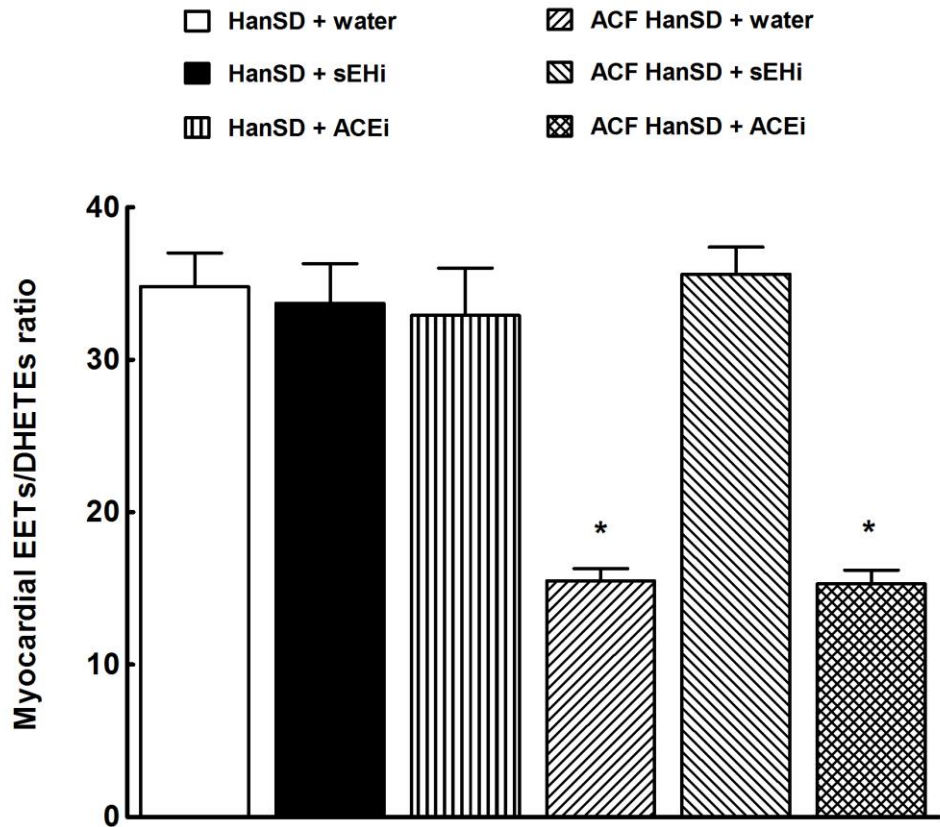 HanSD + water
ACF HanSD + water
HanSD + sEHi
ACF HanSD + sEHi
HanSD + ACEi
ACF HanSD + ACEi
Myocardial EETs/DHETEs ratio
40
30
20
10
0
*
*